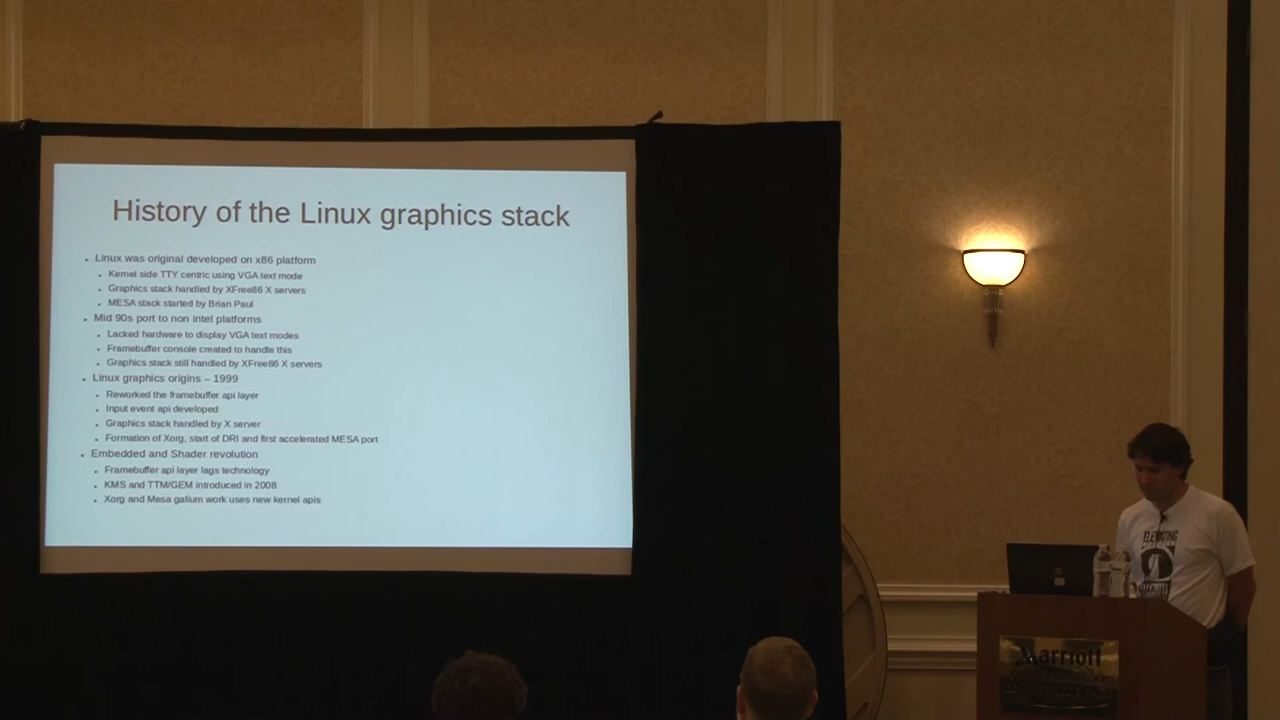 History of the Linux graphics stack
Linux was original developed on x86 platform
Kernel side TTY centric using VGA text mode
Graphics stack handled by XFree86 X servers
MESA stack started by Brian Paul
Mid 90s port to non intel platforms
Lacked hardware to display VGA text modes
Framebuffer console created to handle this
Graphics stack still handled by XFree86 X servers
Linux graphics origins – 1999
Reworked the framebuffer api layer
Input event api developed
Graphics stack handled by X server
Formation of Xorg, start of DRI and first accelerated MESA port
Embedded and Shader revolution
Framebuffer api layer lags technology
KMS and TTM/GEM introduced in 2008
Xorg and Mesa galium work uses new kernel apis
Marriott